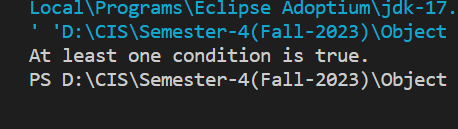 Local\Programs\Eclipse Adoptium\jdk-17.
' 'D:\CIS\Semester-4(Fall-2023)\Object
At least one condition is true.
PS D:\CIS\Semester-4(Fall-2023)\Object